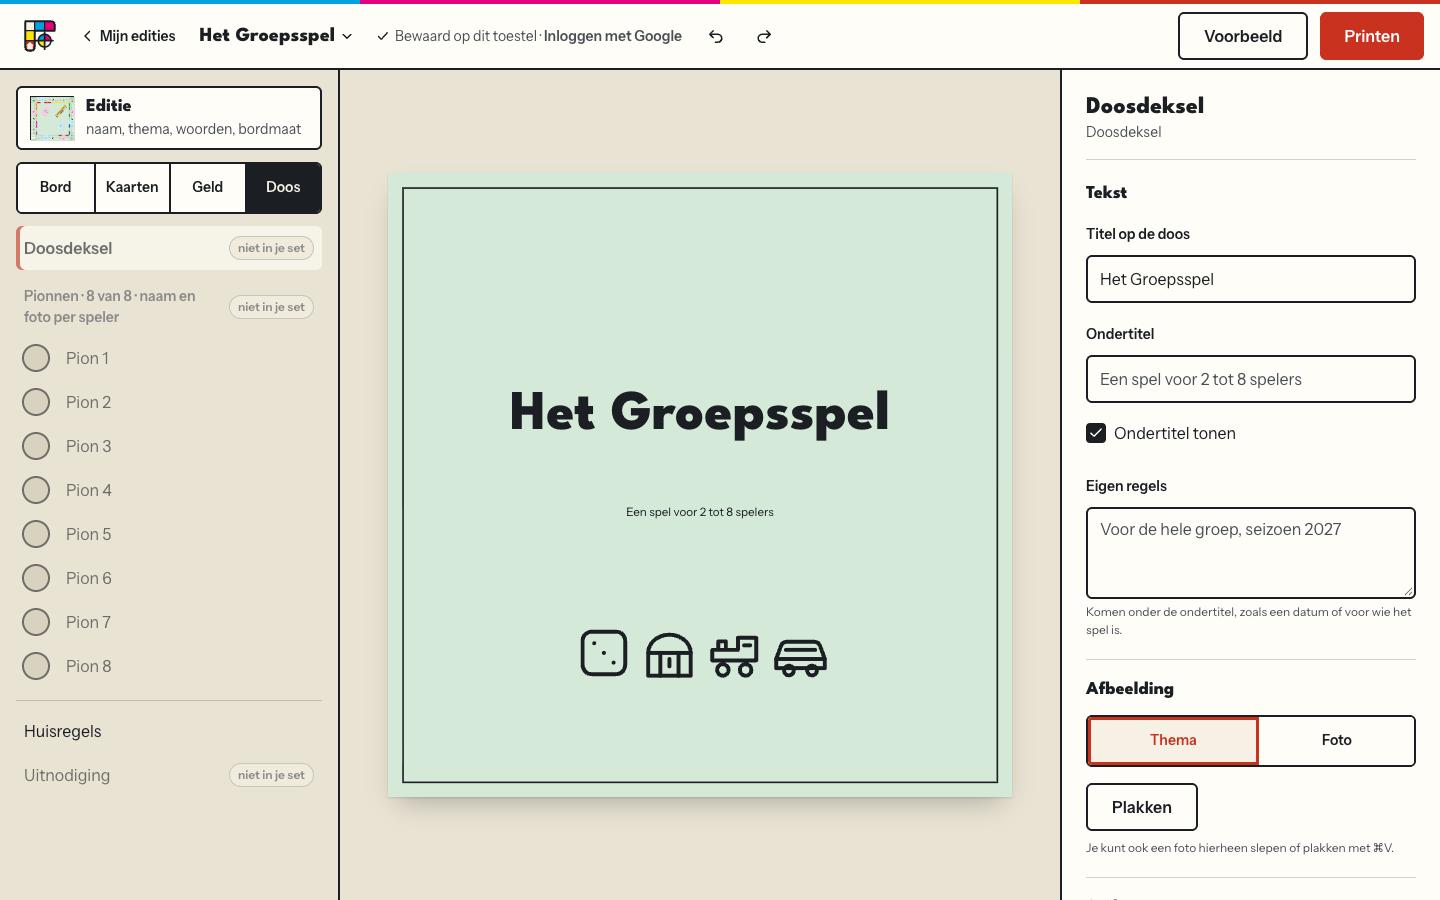 Mijn edities
Het Groepsspel
Bewaard op dit toestel · Inloggen met Google
Voorbeeld
Printen
Editie
naam, thema, woorden, bordmaat
Bord
Kaarten
Geld
Doos
Doosdeksel
niet in je set
Pionnen · 8 van 8 · naam en
foto per speler
niet in je set
Pion 1
Pion 2
Pion 3
Pion 4
Pion 5
Pion 6
Pion 7
Pion 8
Huisregels
Uitnodiging
niet in je set
Het Groepsspel
Een spel voor 2 tot 8 spelers
Doosdeksel
Doosdeksel
Tekst
Titel op de doos
Het Groepsspel
Ondertitel
Een spel voor 2 tot 8 spelers
Ondertitel tonen
Eigen regels
Voor de hele groep, seizoen 2027
Komen onder de ondertitel, zoals een datum of voor wie het
spel is.
Afbeelding
Thema
Foto
Plakken
Je kunt ook een foto hierheen slepen of plakken met ⌘V.